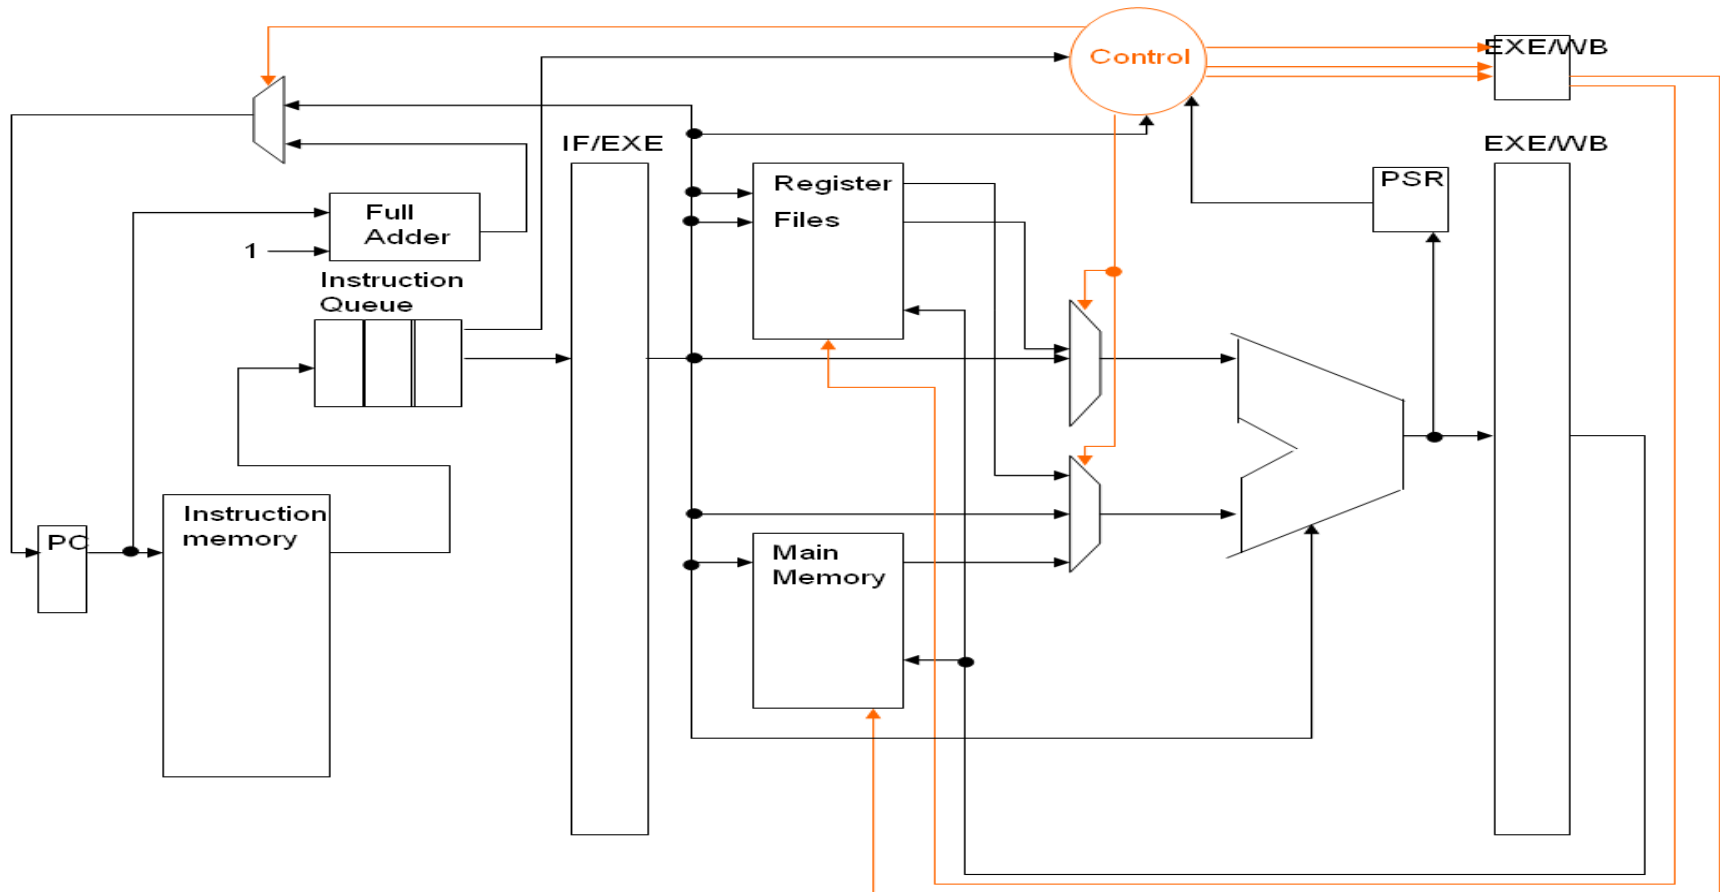 Control
EXE/WB
IF/EXE
EXE/WB
Register
Files
PSR
Full
Adder
1
Instruction
Queue
PC
Instruction
memory
Main
Memory